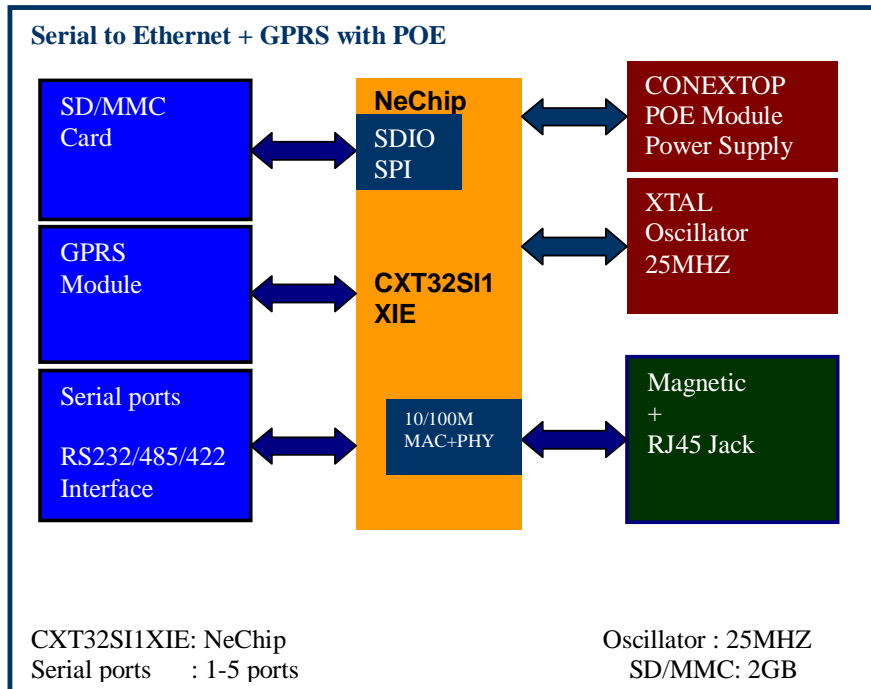 Serial to Ethernet + GPRS with POE
SD/MMC
Card
GPRS
Module
Serial ports
RS232/485/422
Interface
NeChip
SDIO
SPI
CXT32SI1
XIE
10/100M
MAC+PHY
CONEXTOP
POE Module
Power Supply
XTAL
Oscillator
25MHZ
Magnetic
+
RJ45 Jack
CXT32SI1XIE: NeChip
Serial ports : 1-5 ports
Oscillator : 25MHZ
SD/MMC: 2GB